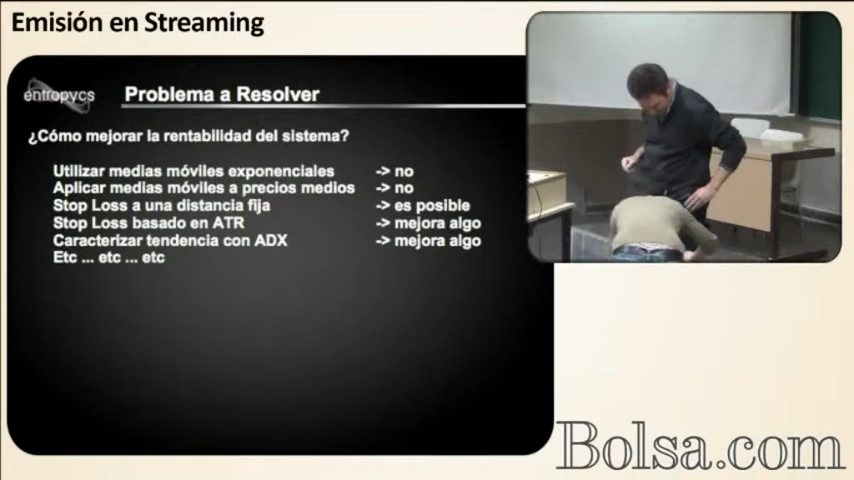 Emisión en Streaming
entropycs
Problema a Resolver
¿Cómo mejorar la rentabilidad del sistema?
Utilizar medias móviles exponenciales -> no
Aplicar medias móviles a precios medios -> no
Stop Loss a una distancia fija -> es posible
Stop Loss basado en ATR -> mejora algo
Caracterizar tendencia con ADX -> mejora algo
Etc ... etc ... etc
Bolsa.com